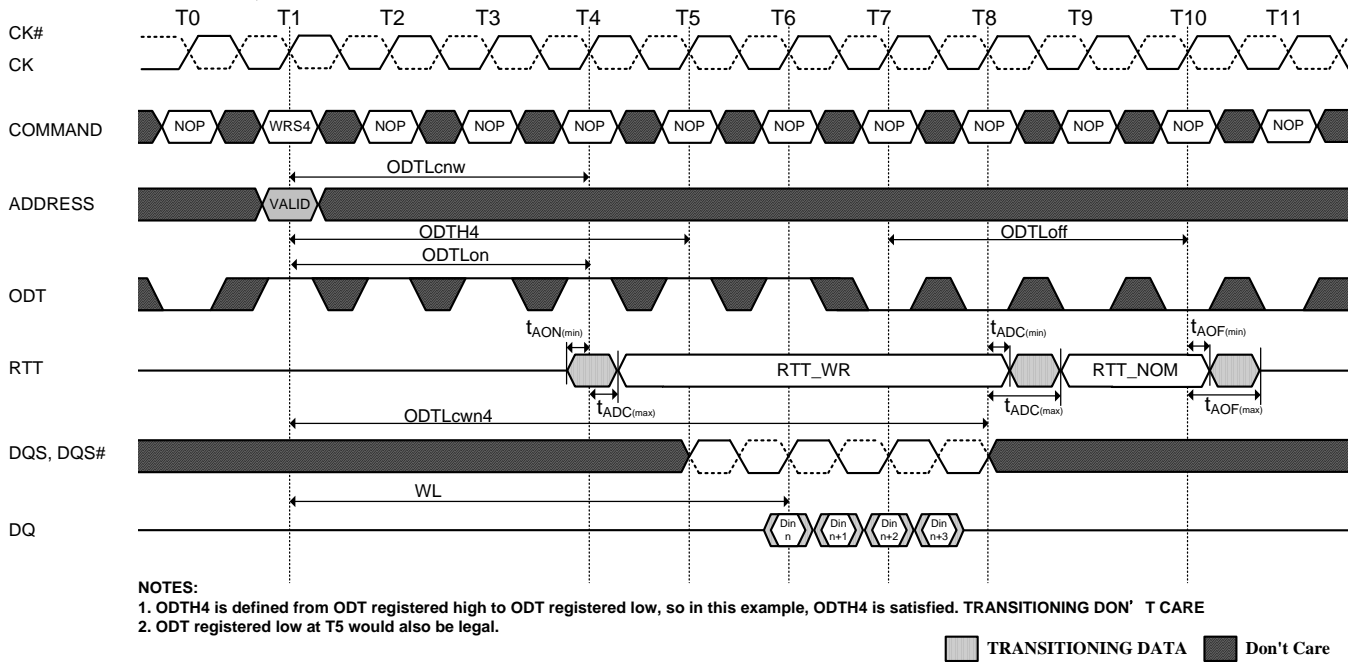 T0 T1 T2 T3 T4 T5 T6 T7 T8 T9 T10 T11
CK#
CK
COMMAND NOP WRS4 NOP NOP NOP NOP NOP NOP NOP NOP NOP NOP
ODTLcnw
ADDRESS VALID
ODTH4 ODTLoff
ODTLon
ODT
tAON(min) tADC(min) tAOF(min)
RTT RTT_WR RTT_NOM
tADC(max) tADC(max) tAOF(max)
ODTLcwn4
DQS, DQS#
WL
DQ Din n Din n+1 Din n+2 Din n+3
NOTES:
1. ODTH4 is defined from ODT registered high to ODT registered low, so in this example, ODTH4 is satisfied. TRANSITIONING DON' T CARE
2. ODT registered low at T5 would also be legal.
TRANSITIONING DATA Don't Care